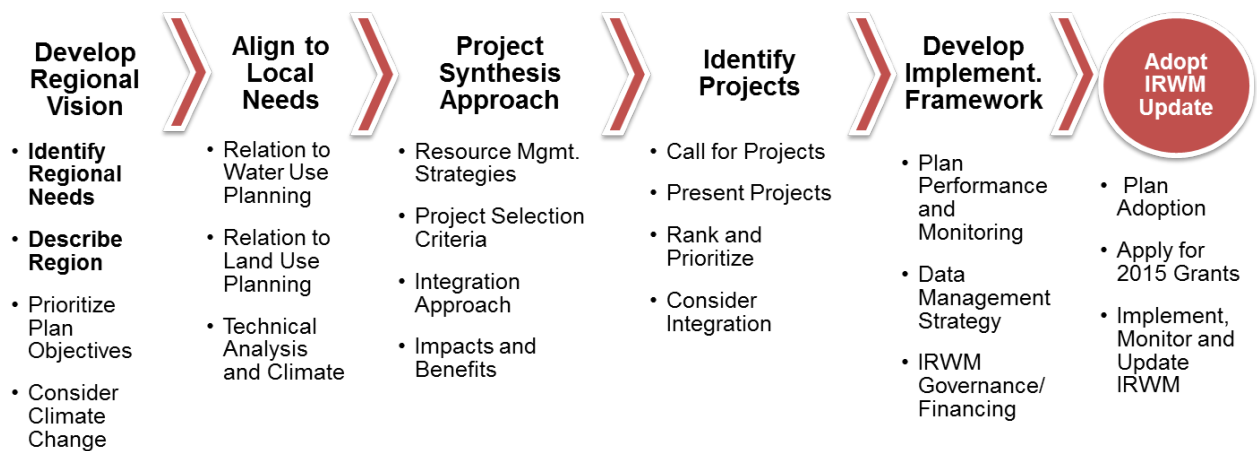 Develop
Regional
Vision
• Identify
Regional
Needs
• Describe
Region
• Prioritize
Plan
Objectives
• Consider
Climate
Change
Align to
Local
Needs
• Relation to
Water Use
Planning
• Relation to
Land Use
Planning
• Technical
Analysis
and Climate
Project
Synthesis
Approach
• Resource Mgmt.
Strategies
• Project Selection
Criteria
• Integration
Approach
• Impacts and
Benefits
Identify
Projects
• Call for Projects
• Present Projects
• Rank and
Prioritize
• Consider
Integration
Develop
Implement.
Framework
• Plan
Performance
and
Monitoring
• Data
Management
Strategy
• IRWM
Governance/
Financing
Adopt
IRWM
Update
• Plan
Adoption
• Apply for
2015 Grants
• Implement,
Monitor and
Update
IRWM